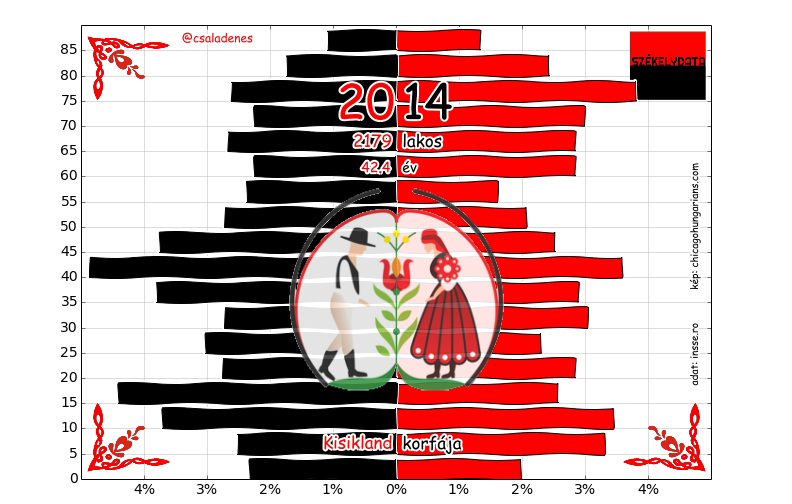 @csaladenes
SZÉKELYDATA
2014
2179 lakos
42.4 év
kép: chicagohungarians.com
adat: insse.ro
Kisikland korfája
85
80
75
70
65
60
55
50
45
40
35
30
25
20
15
10
5
0
4% 3% 2% 1% 0% 1% 2% 3% 4%